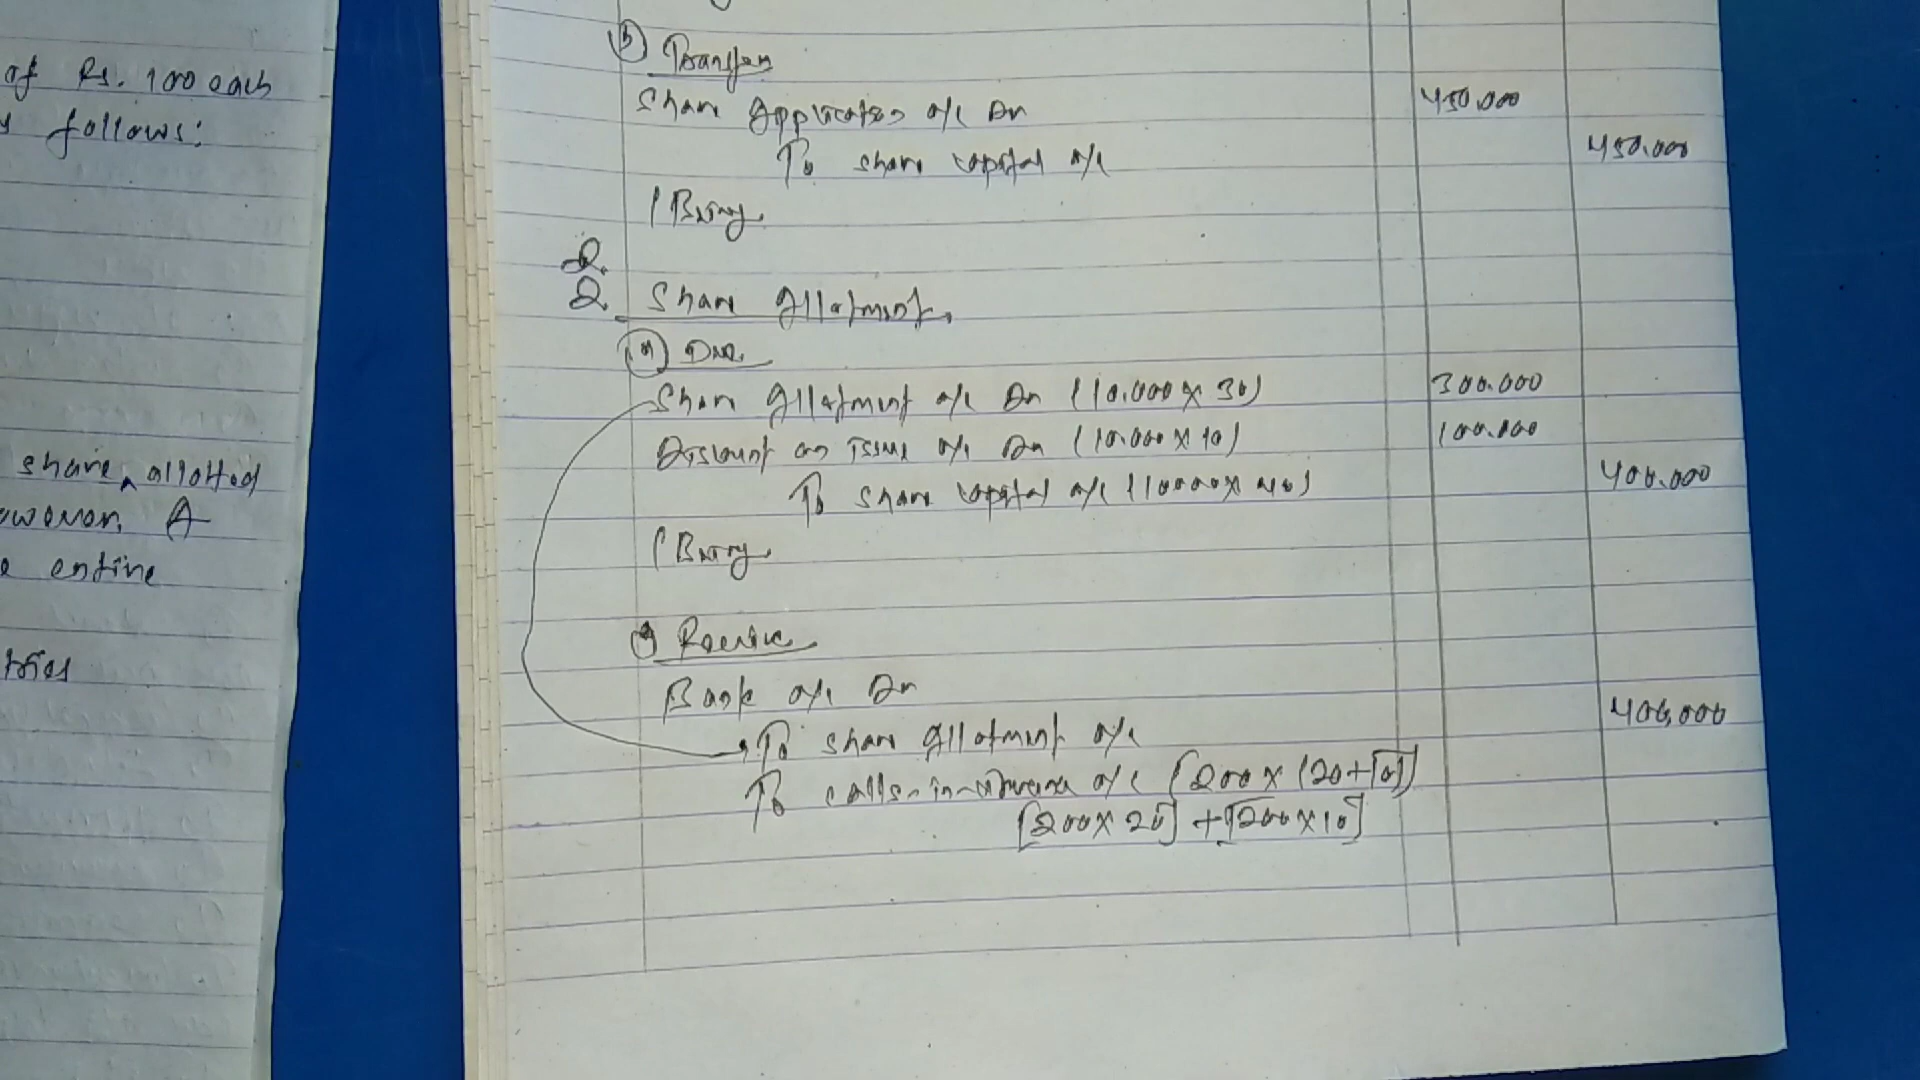 of Rs. 100 each
follows:
share allotted
A
entire
(b) Transfer
Share Application a/c Dr 450.000
To share capital a/c 450.000
(Being
2.
2. Share Allotment
(a) Due
Share Allotment a/c Dr (10.000 x 30) 300.000
Discount on issue a/c Dr (10.000 x 10) 100.000
To share capital a/c (10000 x 40) 400.000
(Being
Receive
Bank a/c Dr
To share Allotment a/c 400,000
To calls-in-advance a/c [200 x (20+10)]
[200 x 20] + [200 x 10]